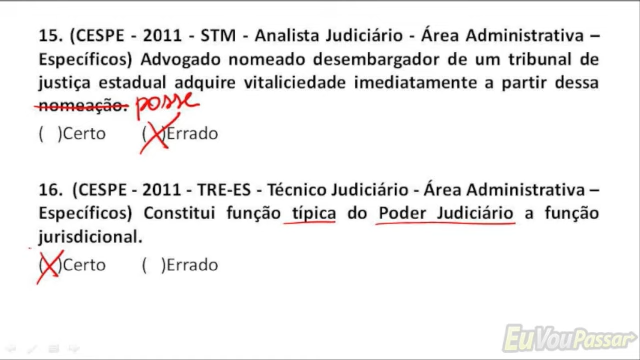 15. (CESPE - 2011 - STM - Analista Judiciário - Área Administrativa –
Específicos) Advogado nomeado desembargador de um tribunal de
justiça estadual adquire vitaliciedade imediatamente a partir dessa
nomeação. posse
( )Certo (X)Errado
16. (CESPE - 2011 - TRE-ES - Técnico Judiciário - Área Administrativa –
Específicos) Constitui função típica do Poder Judiciário a função
jurisdicional.
(X)Certo ( )Errado
EuVouPassar